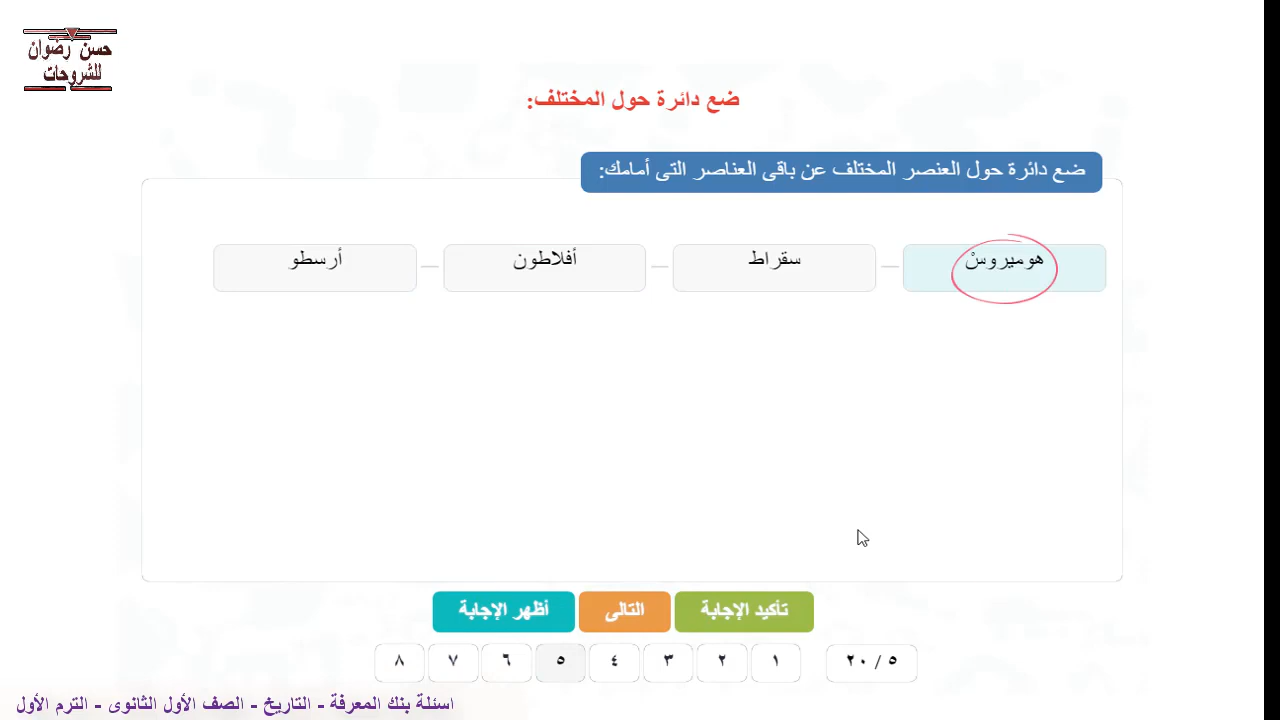 حسن رضوان
للشروحات
ضع دائرة حول المختلف:
ضع دائرة حول العنصر المختلف عن باقى العناصر التى أمامك:
هوميروسْ – سقراط – أفلاطون – أرسطو
تأكيد الإجابة التالى أظهر الإجابة
٥ / ٢٠ ١ ٢ ٣ ٤ ٥ ٦ ٧ ٨
اسئلة بنك المعرفة - التاريخ - الصف الأول الثانوى - الترم الأول